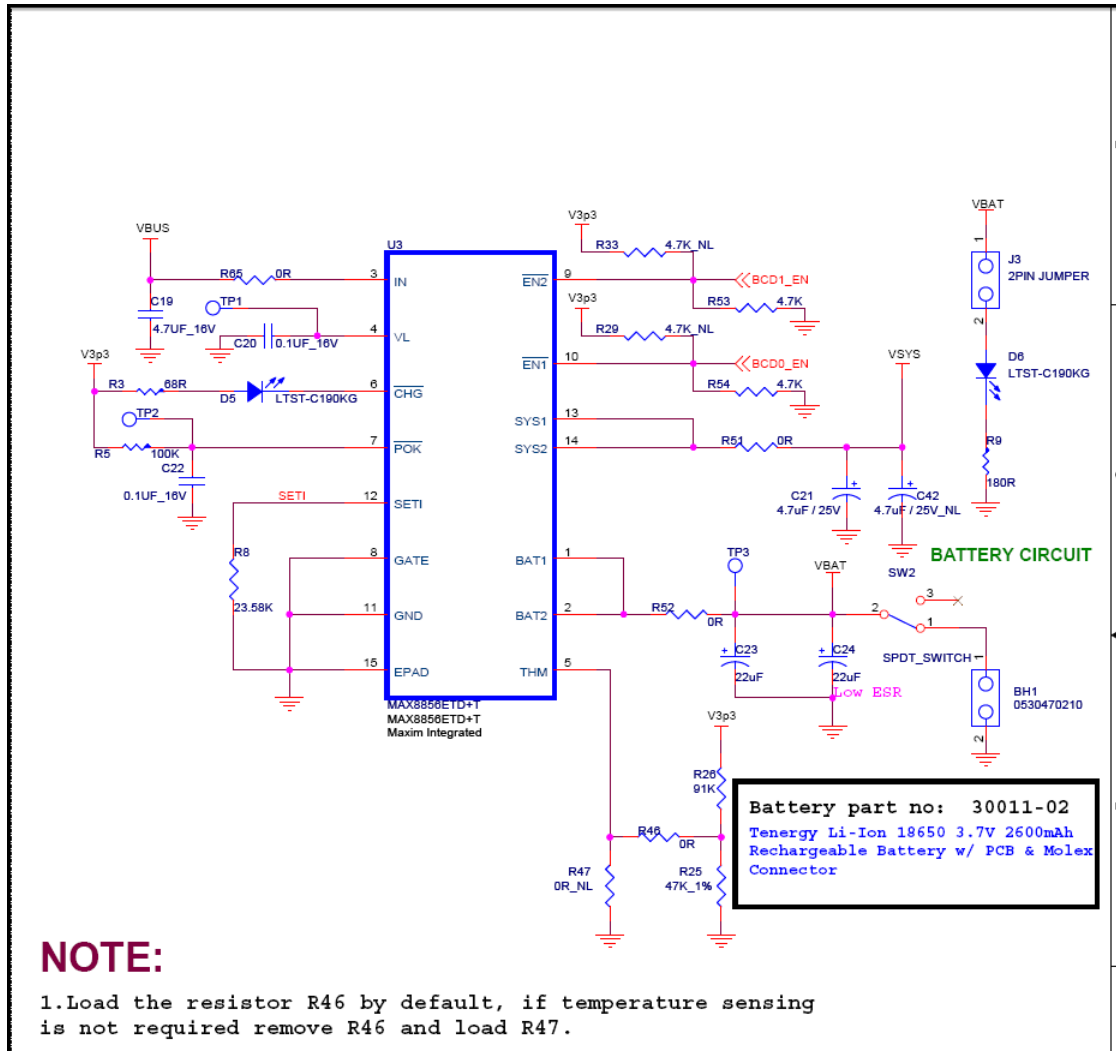 VBUS
R65
0R
C19
4.7UF_16V
TP1
C20
0.1UF_16V
V3p3
R3
68R
D5
LTST-C190KG
TP2
R5
100K
C22
0.1UF_16V
SETI
R8
23.58K
U3
3
IN
4
VL
6
CHG
7
POK
12
SETI
8
GATE
11
GND
15
EPAD
EN2
9
EN1
10
SYS1
13
SYS2
14
BAT1
1
BAT2
2
THM
5
MAX8856ETD+T
MAX8856ETD+T
Maxim Integrated
V3p3
R33
4.7K_NL
BCD1_EN
R53
4.7K
V3p3
R29
4.7K_NL
BCD0_EN
R54
4.7K
VSYS
R51
0R
C21
4.7uF / 25V
C42
4.7uF / 25V_NL
VBAT
1
J3
2PIN JUMPER
2
D6
LTST-C190KG
R9
180R
BATTERY CIRCUIT
TP3
VBAT
SW2
3
2
1
SPDT_SWITCH
R52
0R
C23
22uF
C24
22uF
Low ESR
1
BH1
0530470210
2
V3p3
R26
91K
R46
0R
R47
0R_NL
R25
47K_1%
Battery part no: 30011-02
Tenergy Li-Ion 18650 3.7V 2600mAh
Rechargeable Battery w/ PCB & Molex
Connector
NOTE:
1.Load the resistor R46 by default, if temperature sensing
is not required remove R46 and load R47.